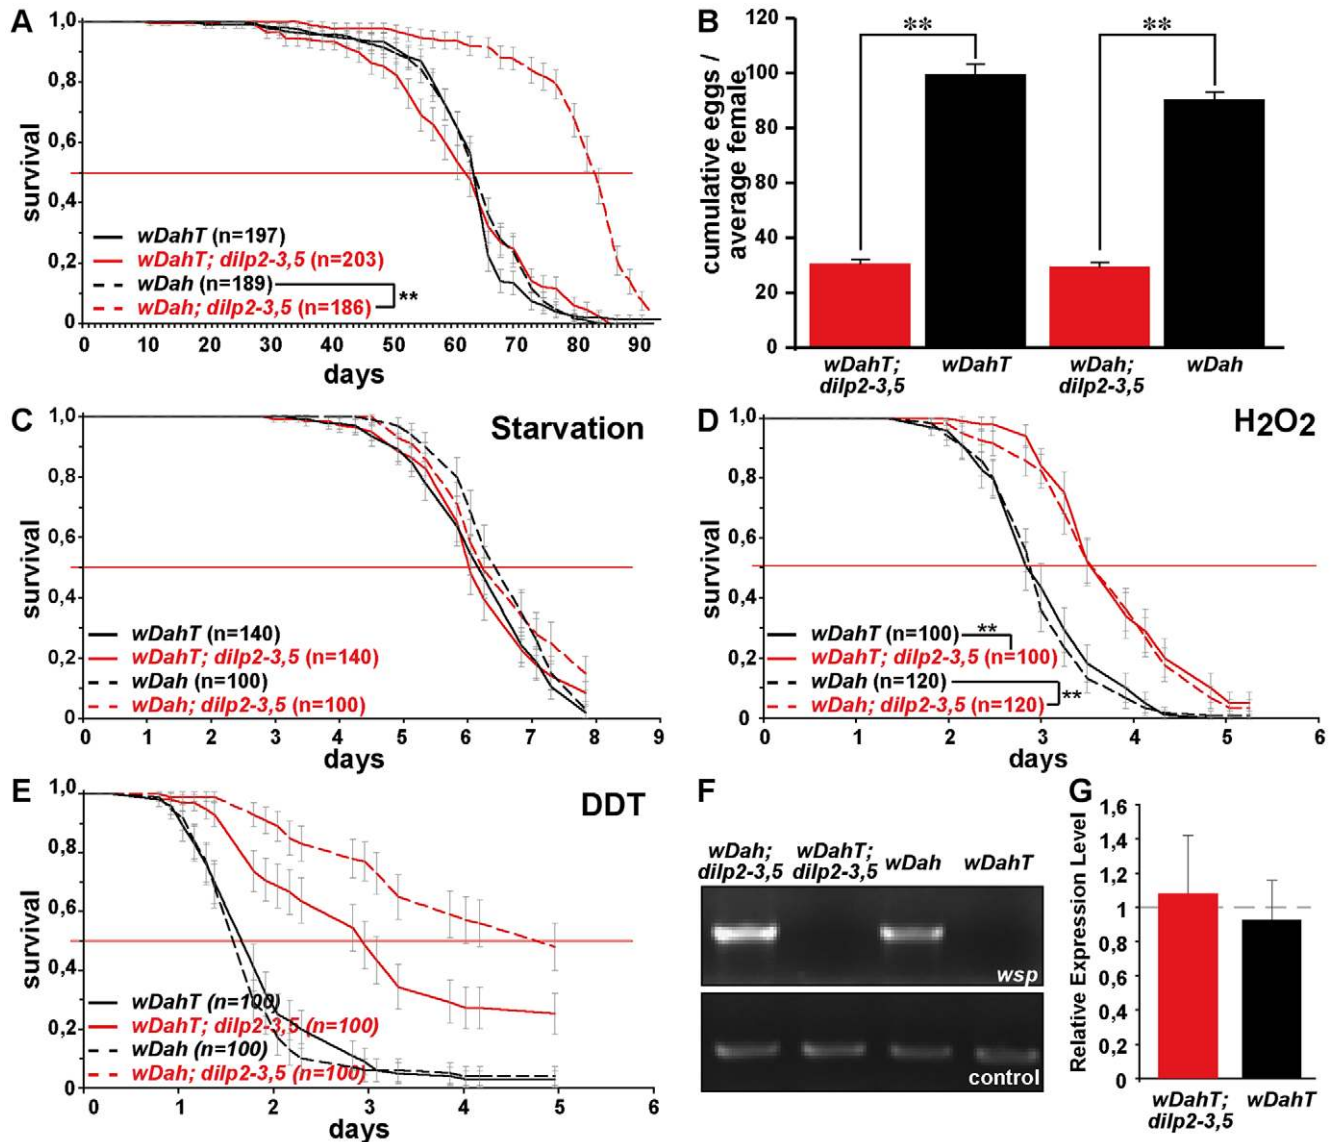 A
survival
1,0
0,8
0,6
0,4
0,2
0
wDahT (n=197)
wDahT; dilp2-3,5 (n=203)
wDah (n=189)
wDah; dilp2-3,5 (n=186)
**
0 10 20 30 40 50 60 70 80 90
days
B
cumulative eggs /
average female
120
100
80
80
40
20
0
** **
wDahT;
dilp2-3,5
wDahT
wDah;
dilp2-3,5
wDah
C
Starvation
survival
1,0
0,8
0,6
0,4
0,2
0
wDahT (n=140)
wDahT; dilp2-3,5 (n=140)
wDah (n=100)
wDah; dilp2-3,5 (n=100)
0 1 2 3 4 5 6 7 8 9
days
D
H2O2
survival
1,0
0,8
0,6
0,4
0,2
0
wDahT (n=100)
**
wDahT; dilp2-3,5 (n=100)
wDah (n=120)
wDah; dilp2-3,5 (n=120)
**
0 1 2 3 4 5 6
days
E
DDT
survival
1,0
0,8
0,6
0,4
0,2
0
wDahT (n=100)
wDahT; dilp2-3,5 (n=100)
wDah (n=100)
wDah; dilp2-3,5 (n=100)
0 1 2 3 4 5 6
days
F
wDah;
dilp2-3,5
wDahT;
dilp2-3,5
wDah
wDahT
wsp
control
G
Relative Expression Level
1,6
1,4
1,2
1
0,8
0,6
0,4
0,2
0
wDahT;
dilp2-3,5
wDahT